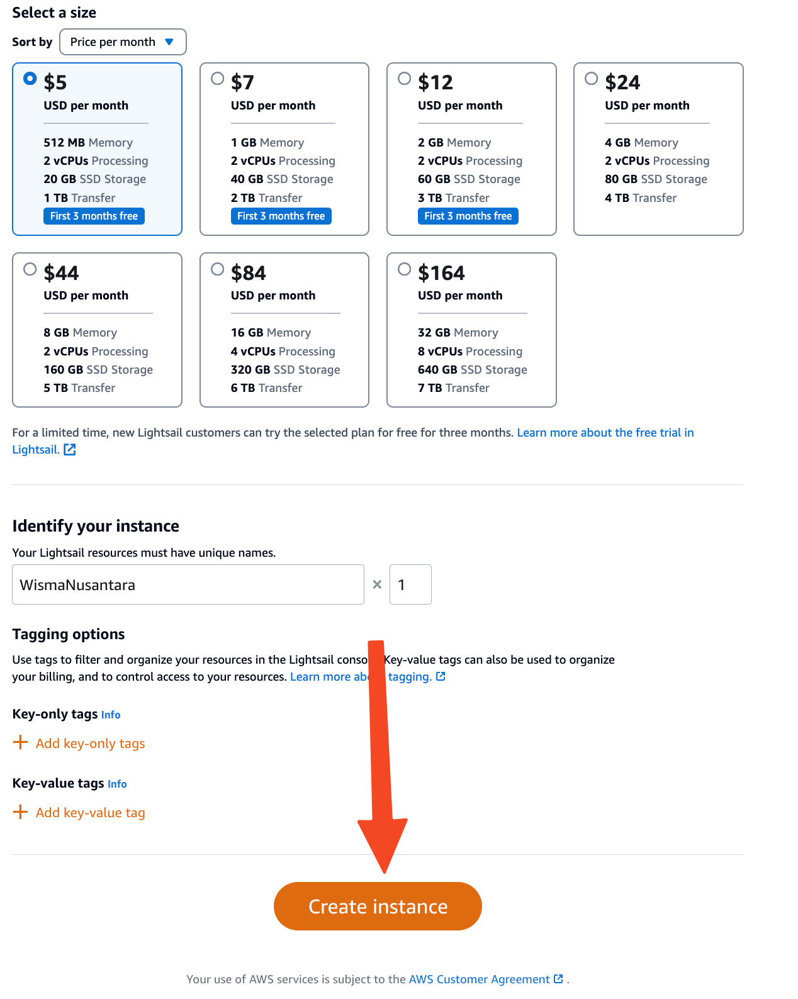 Select a size
Sort by Price per month
$5
USD per month
512 MB Memory
2 vCPUs Processing
20 GB SSD Storage
1 TB Transfer
First 3 months free
$7
USD per month
1 GB Memory
2 vCPUs Processing
40 GB SSD Storage
2 TB Transfer
First 3 months free
$12
USD per month
2 GB Memory
2 vCPUs Processing
60 GB SSD Storage
3 TB Transfer
First 3 months free
$24
USD per month
4 GB Memory
2 vCPUs Processing
80 GB SSD Storage
4 TB Transfer
$44
USD per month
8 GB Memory
2 vCPUs Processing
160 GB SSD Storage
5 TB Transfer
$84
USD per month
16 GB Memory
4 vCPUs Processing
320 GB SSD Storage
6 TB Transfer
$164
USD per month
32 GB Memory
8 vCPUs Processing
640 GB SSD Storage
7 TB Transfer
For a limited time, new Lightsail customers can try the selected plan for free for three months. Learn more about the free trial in
Lightsail.
Identify your instance
Your Lightsail resources must have unique names.
WismaNusantara × 1
Tagging options
Use tags to filter and organize your resources in the Lightsail Key-value tags can also be used to organize
your billing, and to control access to your resources. Learn more tagging.
Key-only tags Info
+ Add key-only tags
Key-value tags Info
+ Add key-value tag
Create instance
Your use of AWS services is subject to the AWS Customer Agreement .